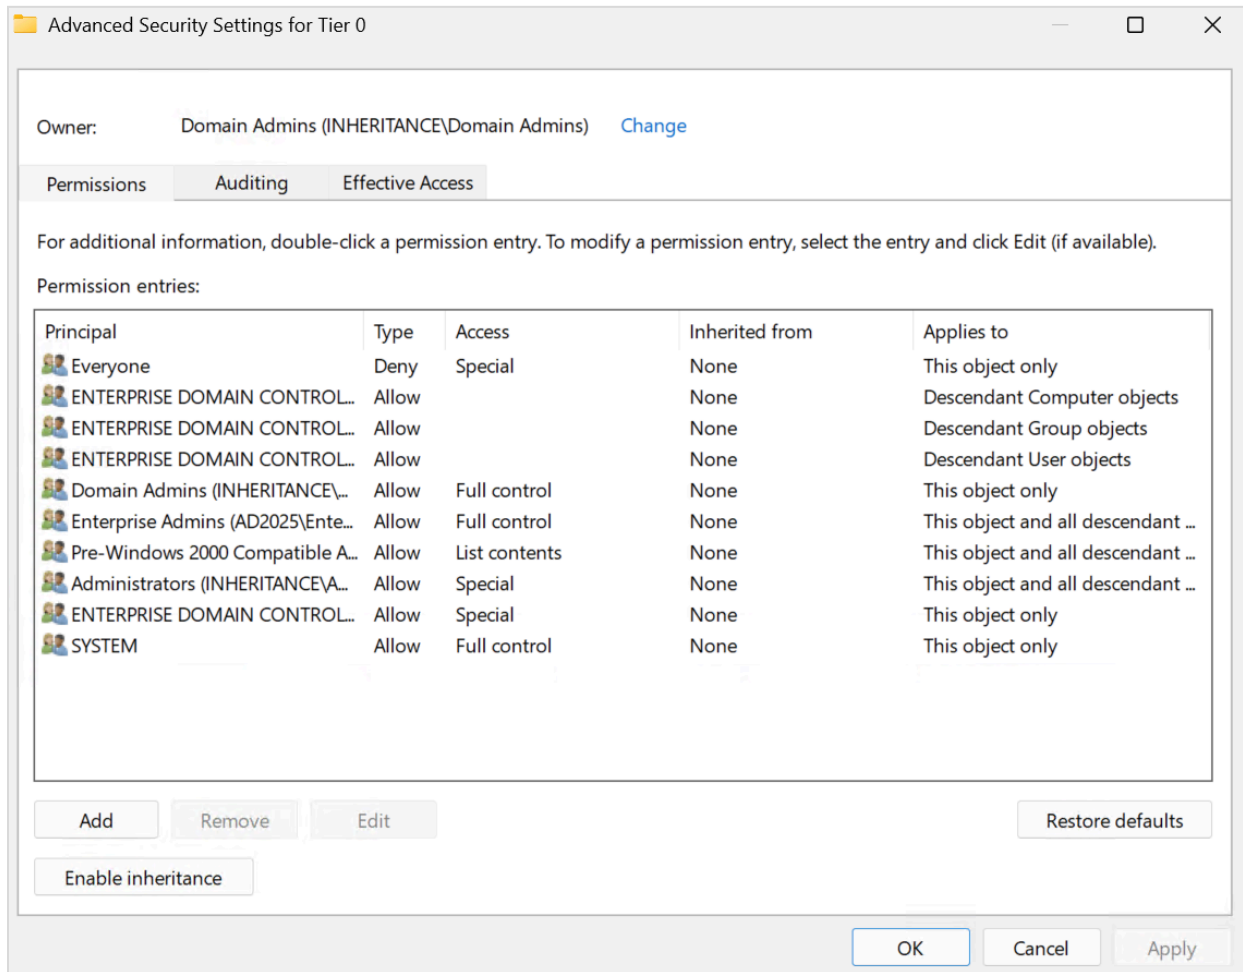 Advanced Security Settings for Tier 0
Owner: Domain Admins (INHERITANCE\Domain Admins) Change
Permissions Auditing Effective Access
For additional information, double-click a permission entry. To modify a permission entry, select the entry and click Edit (if available).
Permission entries:
Principal Type Access Inherited from Applies to
Everyone Deny Special None This object only
ENTERPRISE DOMAIN CONTROL... Allow None Descendant Computer objects
ENTERPRISE DOMAIN CONTROL... Allow None Descendant Group objects
ENTERPRISE DOMAIN CONTROL... Allow None Descendant User objects
Domain Admins (INHERITANCE\... Allow Full control None This object only
Enterprise Admins (AD2025\Ente... Allow Full control None This object and all descendant ...
Pre-Windows 2000 Compatible A... Allow List contents None This object and all descendant ...
Administrators (INHERITANCE\A... Allow Special None This object and all descendant ...
ENTERPRISE DOMAIN CONTROL... Allow Special None This object only
SYSTEM Allow Full control None This object only
Add Remove Edit Restore defaults
Enable inheritance
OK Cancel Apply